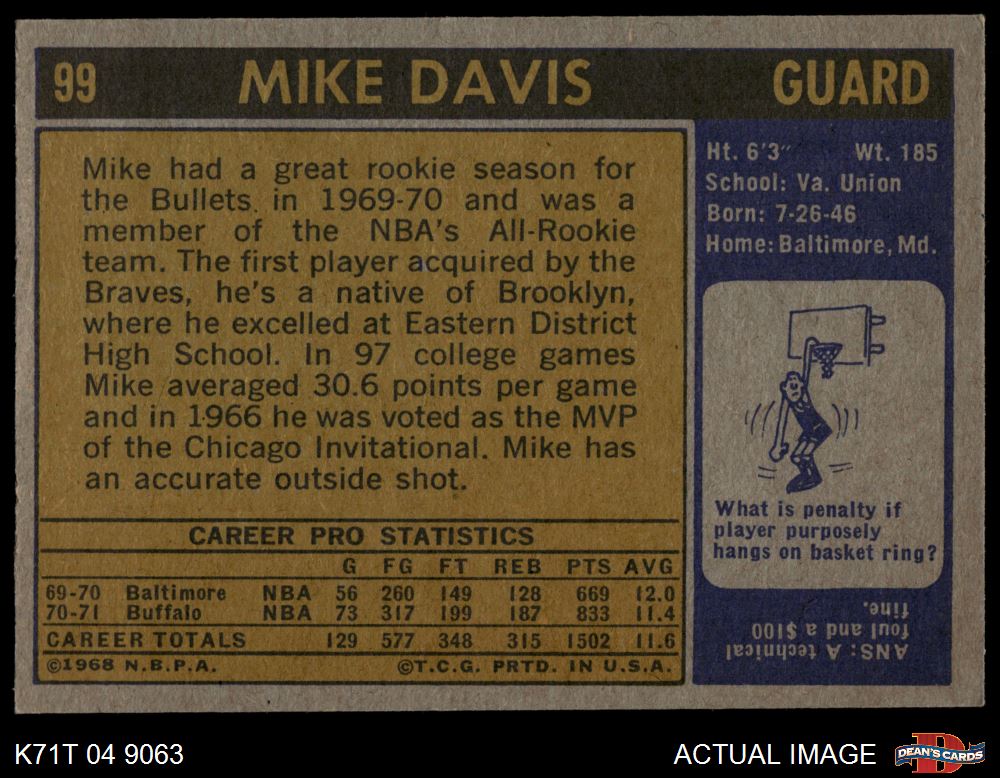 99 MIKE DAVIS GUARD
Mike had a great rookie season for
the Bullets in 1969-70 and was a
member of the NBA's All-Rookie
team. The first player acquired by the
Braves, he's a native of Brooklyn,
where he excelled at Eastern District
High School. In 97 college games
Mike averaged 30.6 points per game
and in 1966 he was voted as the MVP
of the Chicago Invitational. Mike has
an accurate outside shot.
CAREER PRO STATISTICS
G FG FT REB PTS AVG
69-70 Baltimore NBA 56 260 149 128 669 12.0
70-71 Buffalo NBA 73 317 199 187 833 11.4
CAREER TOTALS 129 577 348 315 1502 11.6
©1968 N.B.P.A. ©T.C.G. PRTD. IN U.S.A.
Ht. 6'3" Wt. 185
School: Va. Union
Born: 7-26-46
Home: Baltimore, Md.
What is penalty if
player purposely
hangs on basket ring?
ANS: A technical
foul and a $100
fine.
K71T 04 9063 ACTUAL IMAGE
DEAN'S CARDS